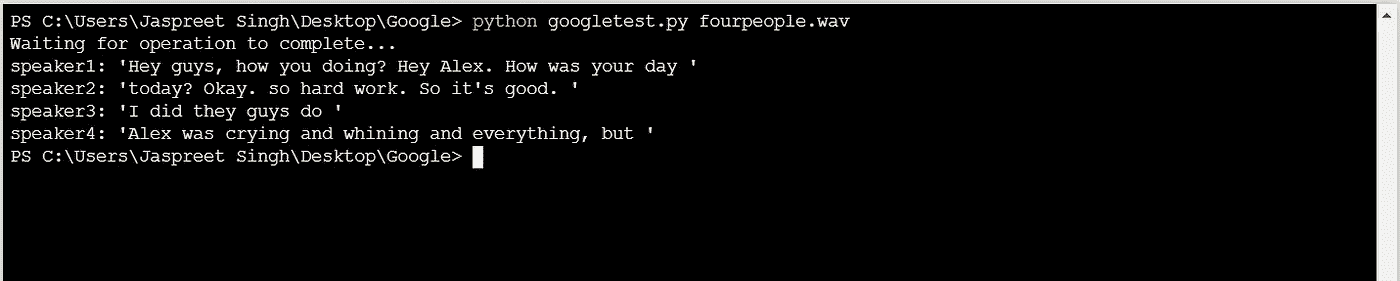 PS C:\Users\Jaspreet Singh\Desktop\Google> python googletest.py fourpeople.wav
Waiting for operation to complete...
speaker1: 'Hey guys, how you doing? Hey Alex. How was your day '
speaker2: 'today? Okay. so hard work. So it's good. '
speaker3: 'I did they guys do '
speaker4: 'Alex was crying and whining and everything, but '
PS C:\Users\Jaspreet Singh\Desktop\Google>